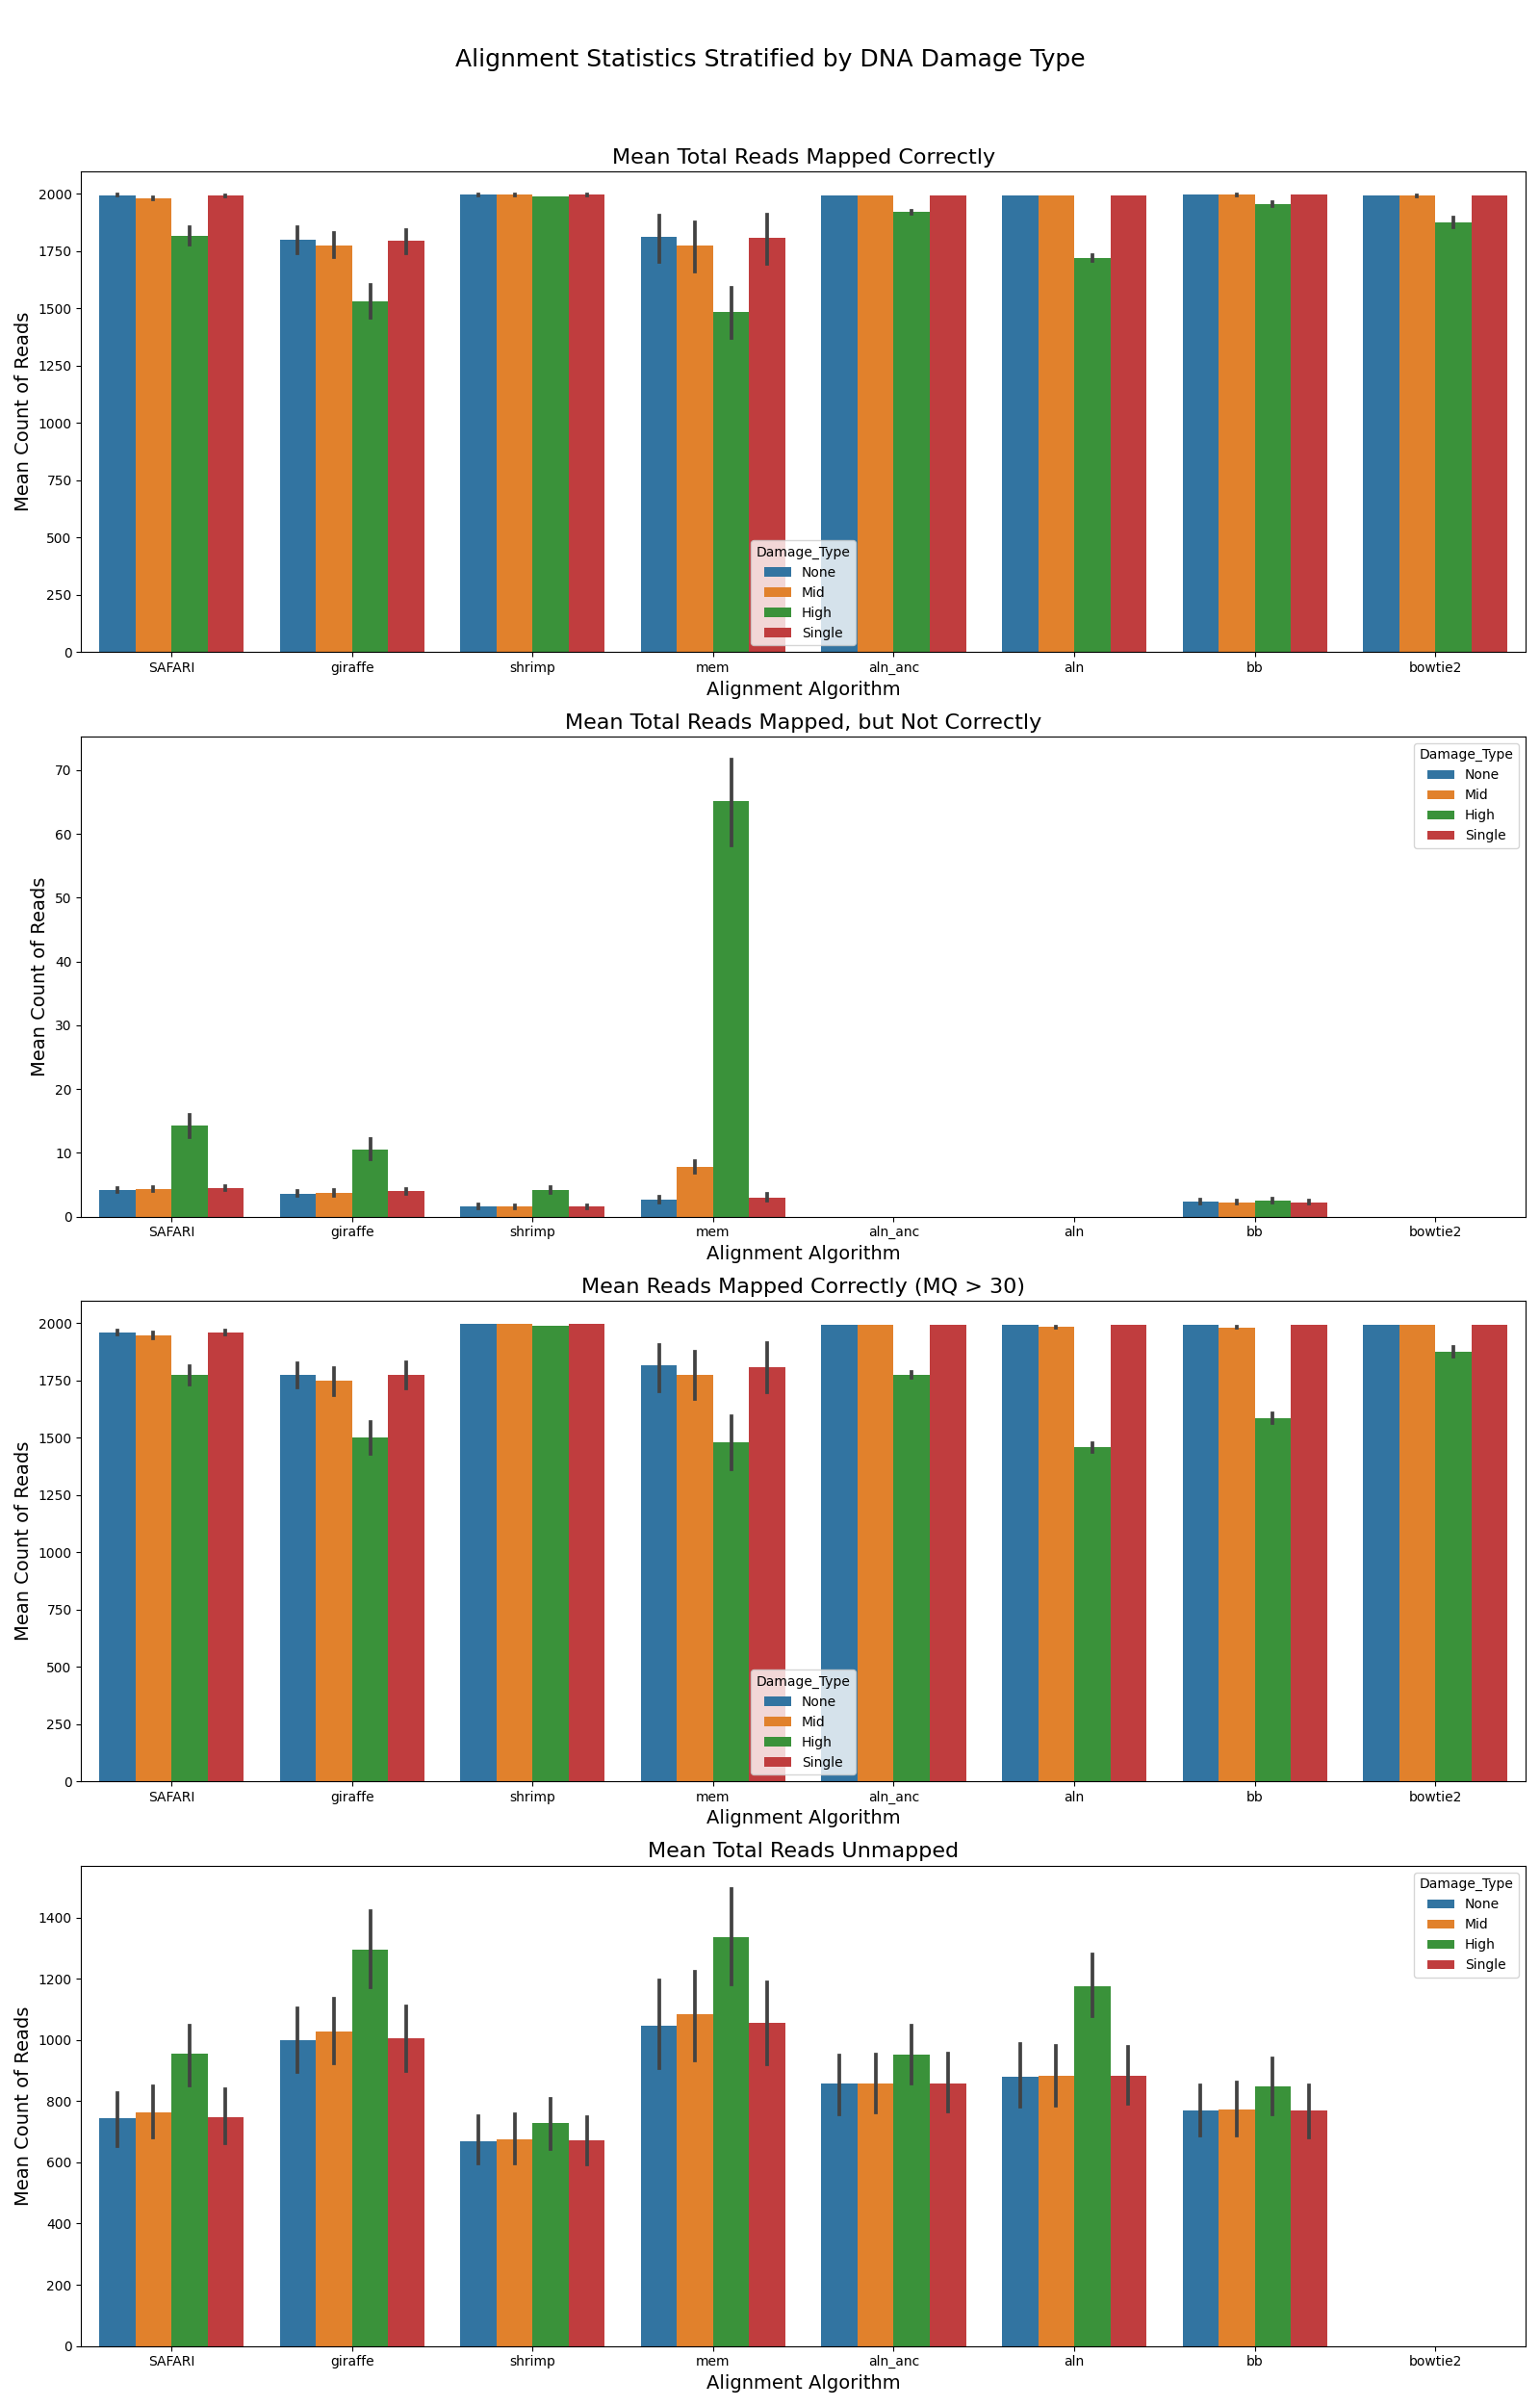 Alignment Statistics Stratified by DNA Damage Type
Mean Total Reads Mapped Correctly
Mean Count of Reads
2000
1750
1500
1250
1000
750
500
250
0
Damage_Type
None
Mid
High
Single
SAFARI giraffe shrimp mem aln_anc aln bb bowtie2
Alignment Algorithm
Mean Total Reads Mapped, but Not Correctly
Mean Count of Reads
70
60
50
40
30
20
10
0
Damage_Type
None
Mid
High
Single
SAFARI giraffe shrimp mem aln_anc aln bb bowtie2
Alignment Algorithm
Mean Reads Mapped Correctly (MQ > 30)
Mean Count of Reads
2000
1750
1500
1250
1000
750
500
250
0
Damage_Type
None
Mid
High
Single
SAFARI giraffe shrimp mem aln_anc aln bb bowtie2
Alignment Algorithm
Mean Total Reads Unmapped
Mean Count of Reads
1400
1200
1000
800
600
400
200
0
Damage_Type
None
Mid
High
Single
SAFARI giraffe shrimp mem aln_anc aln bb bowtie2
Alignment Algorithm